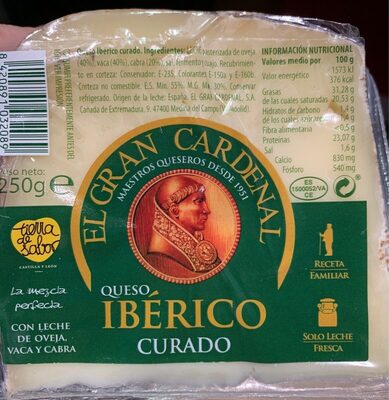 Queso Ibérico curado. Ingredientes: leche pasteurizada de oveja
(40%), vaca (40%), cabra (20%), sal, fermento y cuajo. Recubrimiento
en corteza: Conservador: E-235, Colorantes E-150a y E-160b.
Corteza no comestible. E.S. Min. 55%. M.G. Min. 30%. Conservar
refrigerado. Origen de la leche: España. EL GRAN CARDENAL, S.A.
Cañada de Extremadura, 9. 47400 Medina del Campo (Valladolid).
INFORMACIÓN NUTRICIONAL
Valores medio por 100 g
Valor energético 1573 kJ
376 kcal
Grasas 31,28 g
de las cuales saturadas 20,53 g
Hidratos de carbono
de los cuales azúcares
Fibra alimentaria
Proteínas 23,07 g
Sal 1,6 g
Calcio 830 mg
Fósforo 540 mg
Peso neto:
250g e
ES
1500052/VA
CE
EL GRAN CARDENAL
MAESTROS QUESEROS DESDE 1951
tierra
de
sabor
CASTILLA Y LEÓN
La mezcla
perfecta
CON LECHE
DE OVEJA,
VACA Y CABRA
QUESO
IBÉRICO
CURADO
RECETA
FAMILIAR
SOLO LECHE
FRESCA